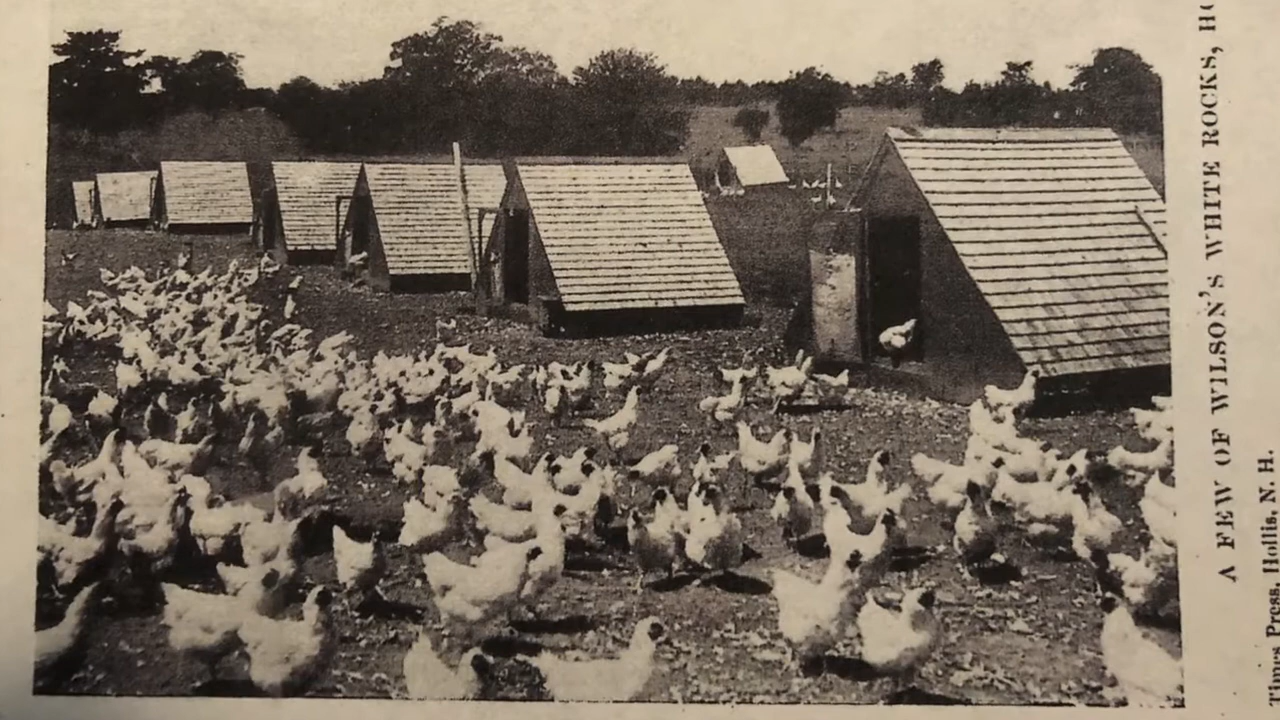 A FEW OF WILSON'S WHITE ROCKS,
Times Press, Hollis, N. H.